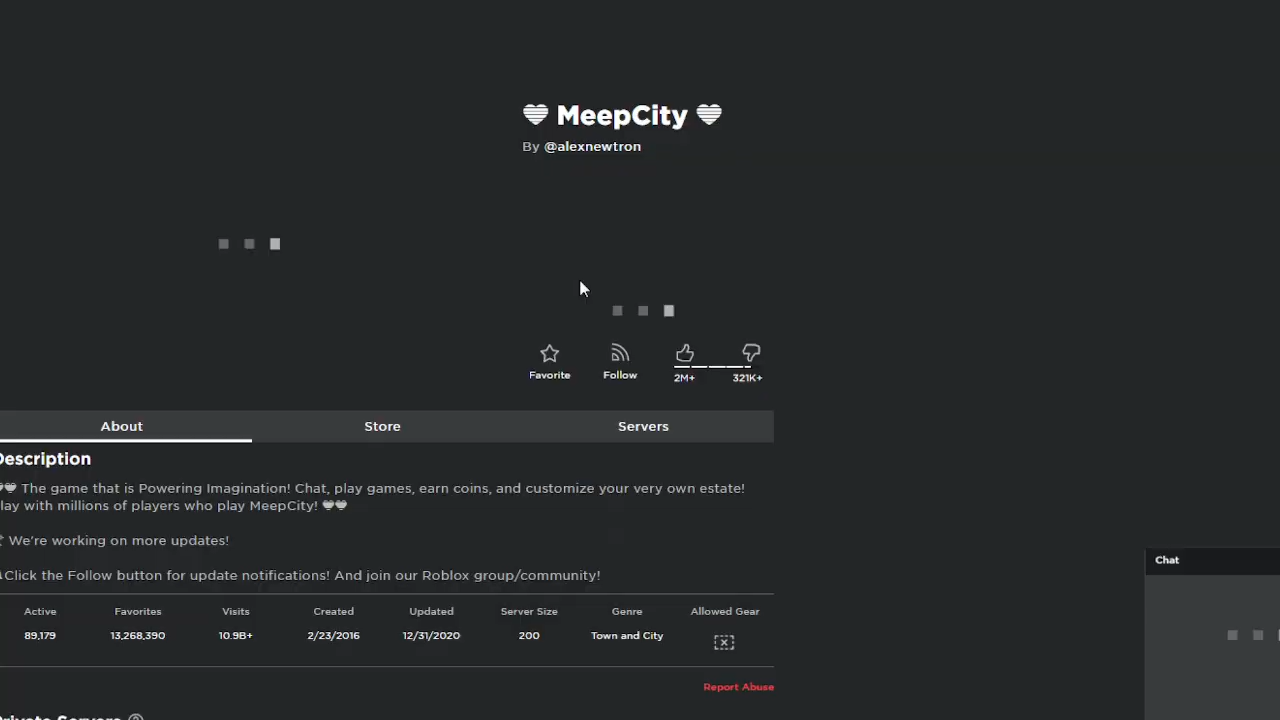 MeepCity
By @alexnewtron
Favorite
Follow
2M+
321K+
About
Store
Servers
Description
The game that is Powering Imagination! Chat, play games, earn coins, and customize your very own estate!
lay with millions of players who play MeepCity!
We're working on more updates!
Click the Follow button for update notifications! And join our Roblox group/community!
Active Favorites Visits Created Updated Server Size Genre Allowed Gear
89,179 13,268,390 10.9B+ 2/23/2016 12/31/2020 200 Town and City
Report Abuse
Private Servers
Chat